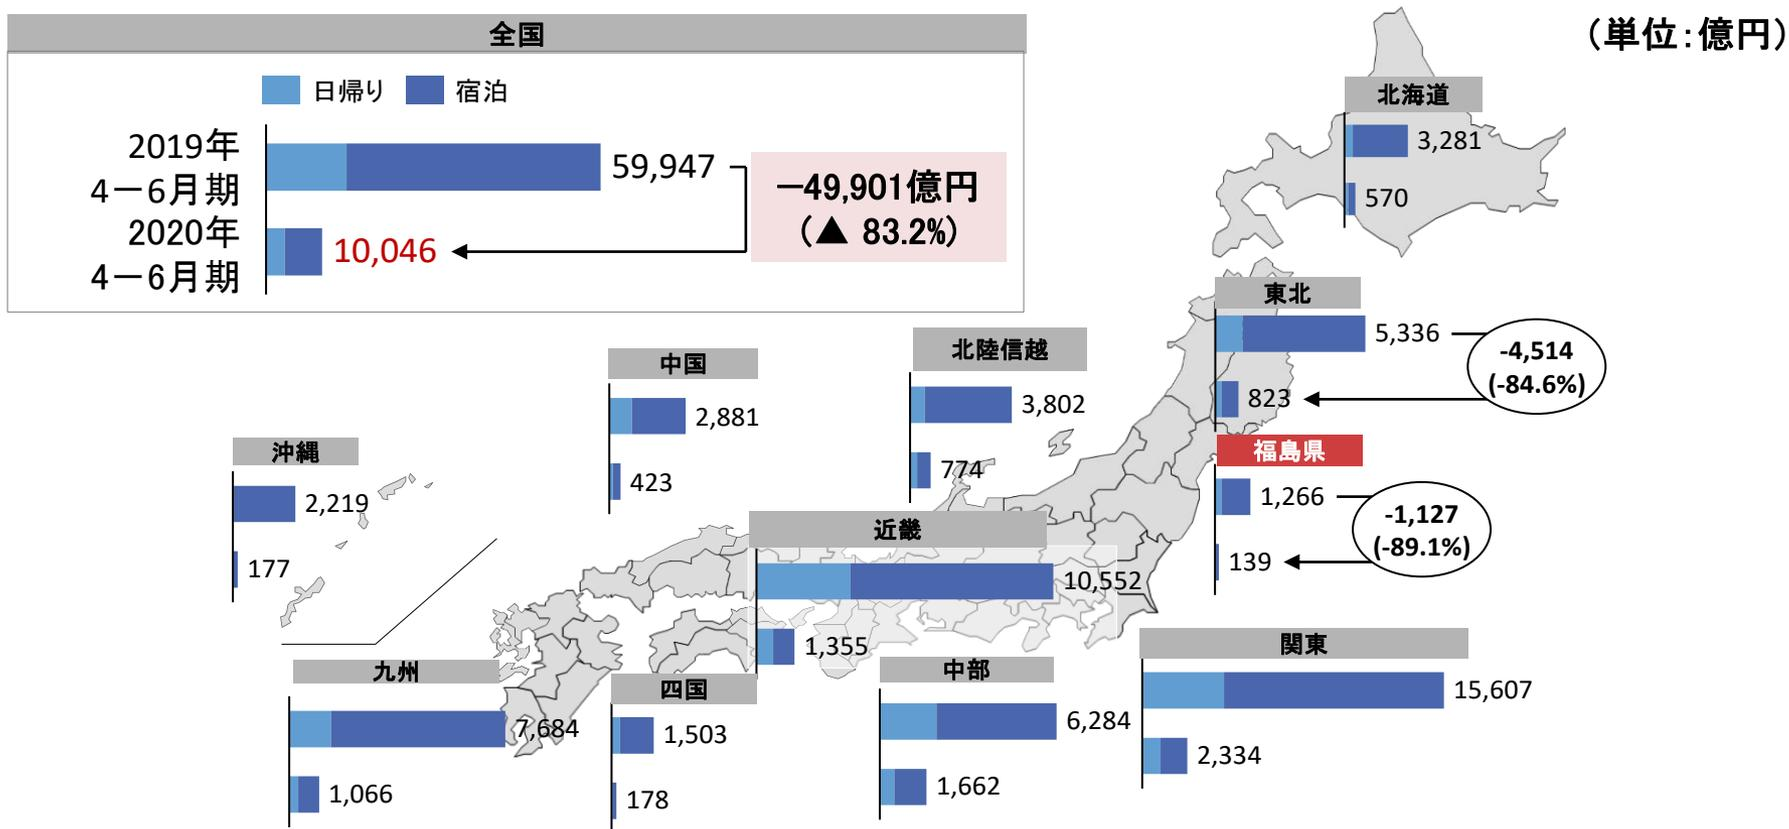 全国
（単位：億円）
日帰り 宿泊
2019年
4－6月期
59,947
2020年
4－6月期
10,046
－49,901億円
（▲ 83.2%）
北海道
3,281
570
東北
5,336
823
-4,514
(-84.6%)
福島県
1,266
139
-1,127
(-89.1%)
北陸信越
3,802
774
中国
2,881
423
沖縄
2,219
177
近畿
10,552
1,355
関東
15,607
2,334
中部
6,284
1,662
四国
1,503
178
九州
7,684
1,066